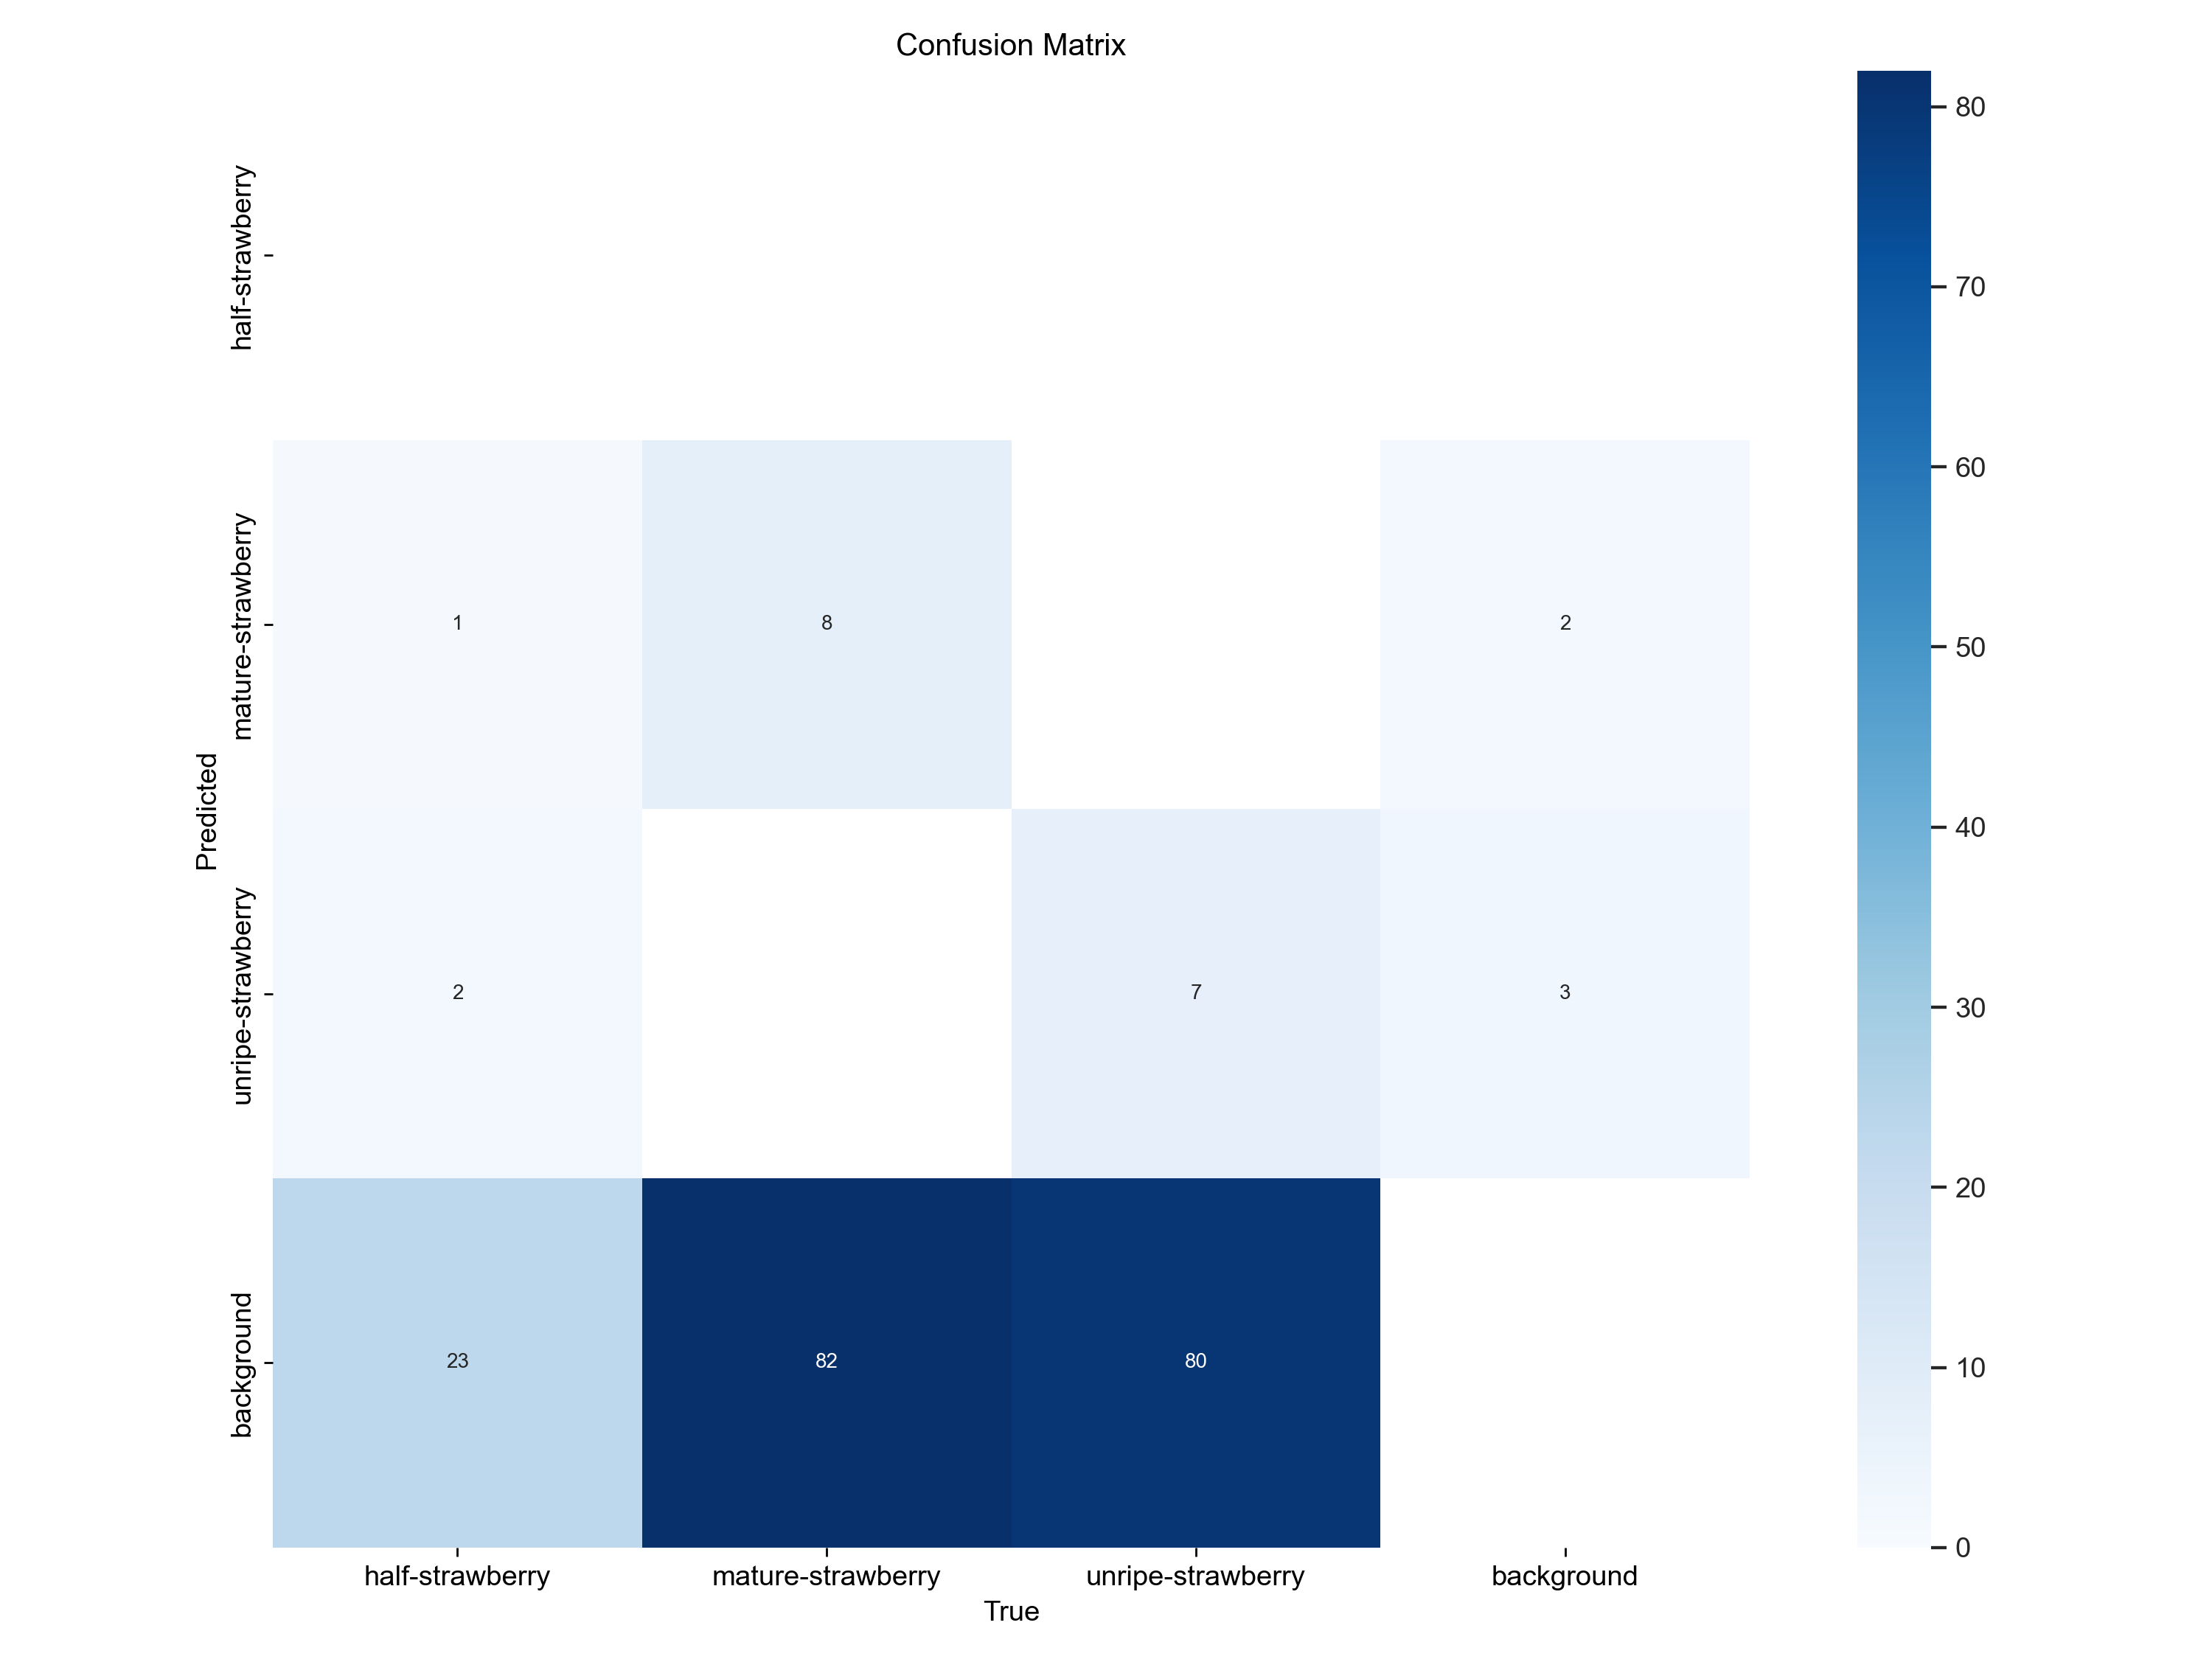 Confusion Matrix
half-strawberry
mature-strawberry
unripe-strawberry
background
Predicted
1 8 2
2 7 3
23 82 80
half-strawberry mature-strawberry unripe-strawberry background
True
80
70
60
50
40
30
20
10
0